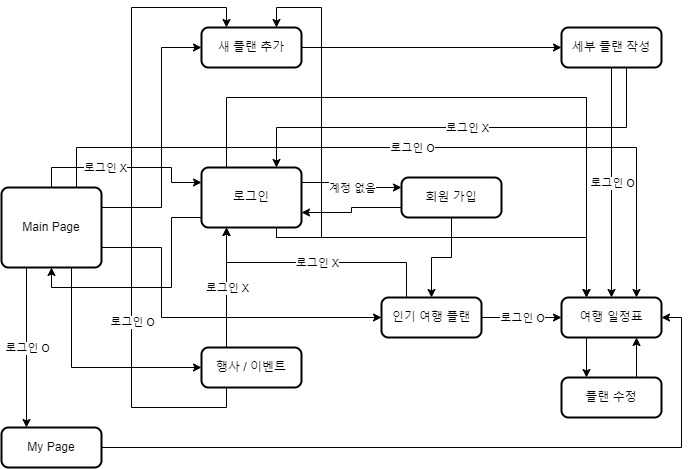 새 플랜 추가
세부 플랜 작성
로그인 X
로그인 O
로그인 X
로그인 O
계정 없음
로그인
회원 가입
Main Page
로그인 X
로그인 X
로그인 O
로그인 O
인기 여행 플랜
로그인 O
여행 일정표
행사 / 이벤트
플랜 수정
My Page